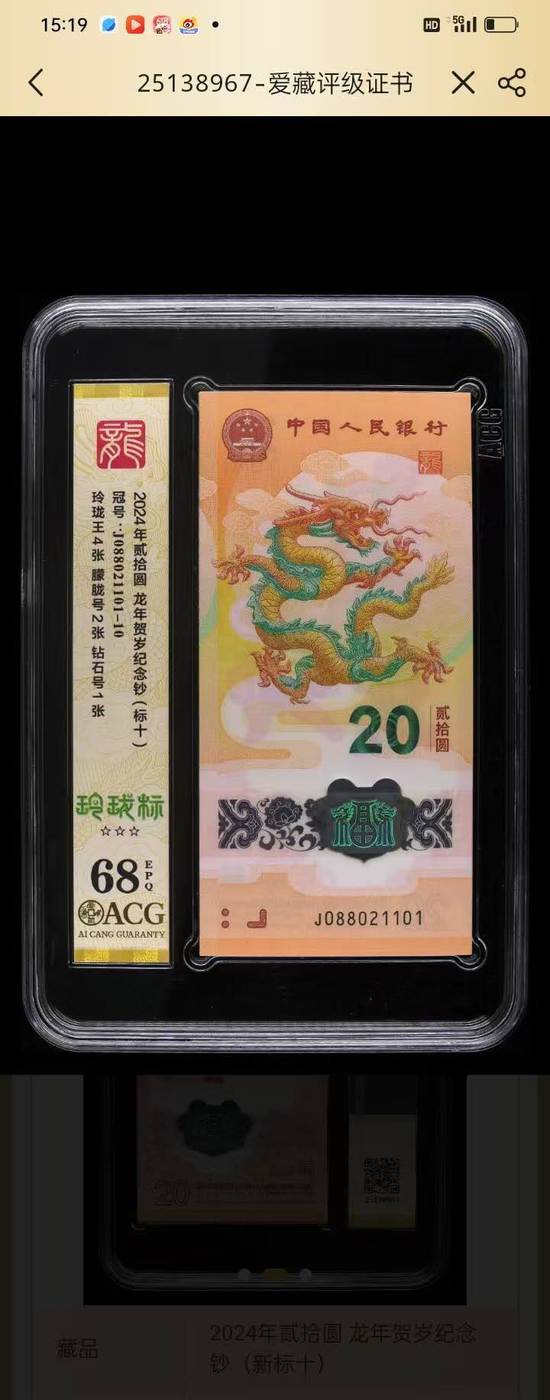 15:19
HD 5G
25138967-爱藏评级证书
龍
2024年贰拾圆 龙年贺岁纪念钞（标十）
冠号：J088021101-10
玲珑王4张 朦胧号2张 钻石号1张
玲珑标
68 EPQ
ACG
AI CANG GUARANTY
中国人民银行
龍
20
贰拾圆
J088021101
ACG
20
藏品
2024年贰拾圆 龙年贺岁纪念
钞（新标十）